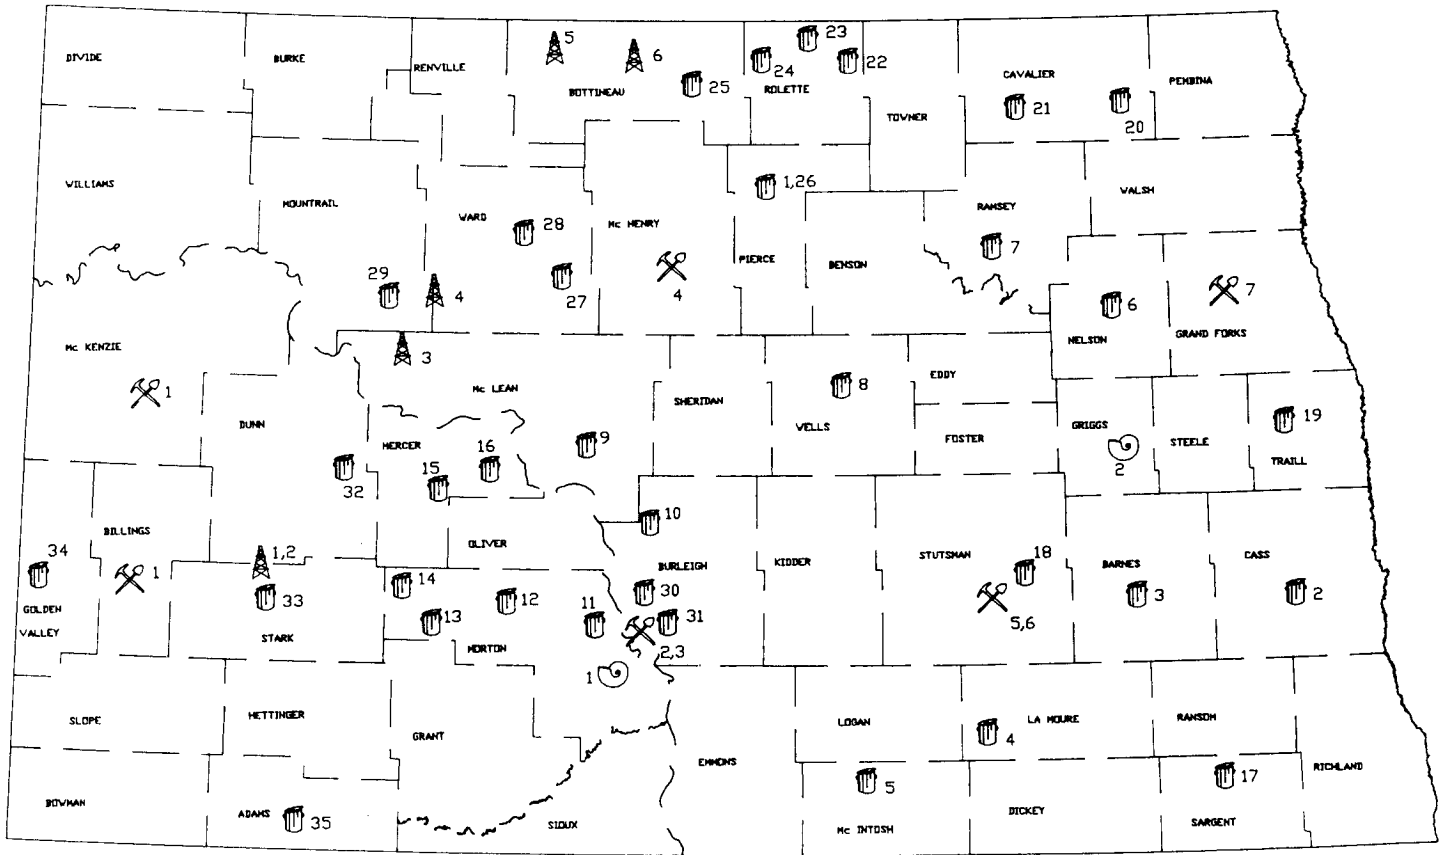 DIVIDE
BURKE
RENVILLE
5
6
BOTTINEAU
25
23
24
22
ROLETTE
TOWNER
CAVALIER
21
20
PEMBINA
WILLIAMS
MOUNTRAIL
WARD
28
Mc HENRY
1,26
PIERCE
BENSON
RAMSEY
7
WALSH
29
4
27
4
6
NELSON
7
GRAND FORKS
Mc KENZIE
1
3
Mc LEAN
SHERIDAN
8
WELLS
EDDY
FOSTER
GRIGGS
2
STEELE
19
TRAILL
DUNN
32
MERCER
15
16
9
10
BILLINGS
1
34
GOLDEN
VALLEY
1,2
33
STARK
OLIVER
14
13
12
11
MORTON
BURLEIGH
30
31
2,3
1
KIDDER
STUTSMAN
18
5,6
BARNES
3
CASS
2
SLOPE
HETTINGER
GRANT
EMMONS
LOGAN
LA MOURE
4
RANSOM
RICHLAND
BOWMAN
ADAMS
35
SIOUX
5
Mc INTOSH
DICKEY
17
SARGENT